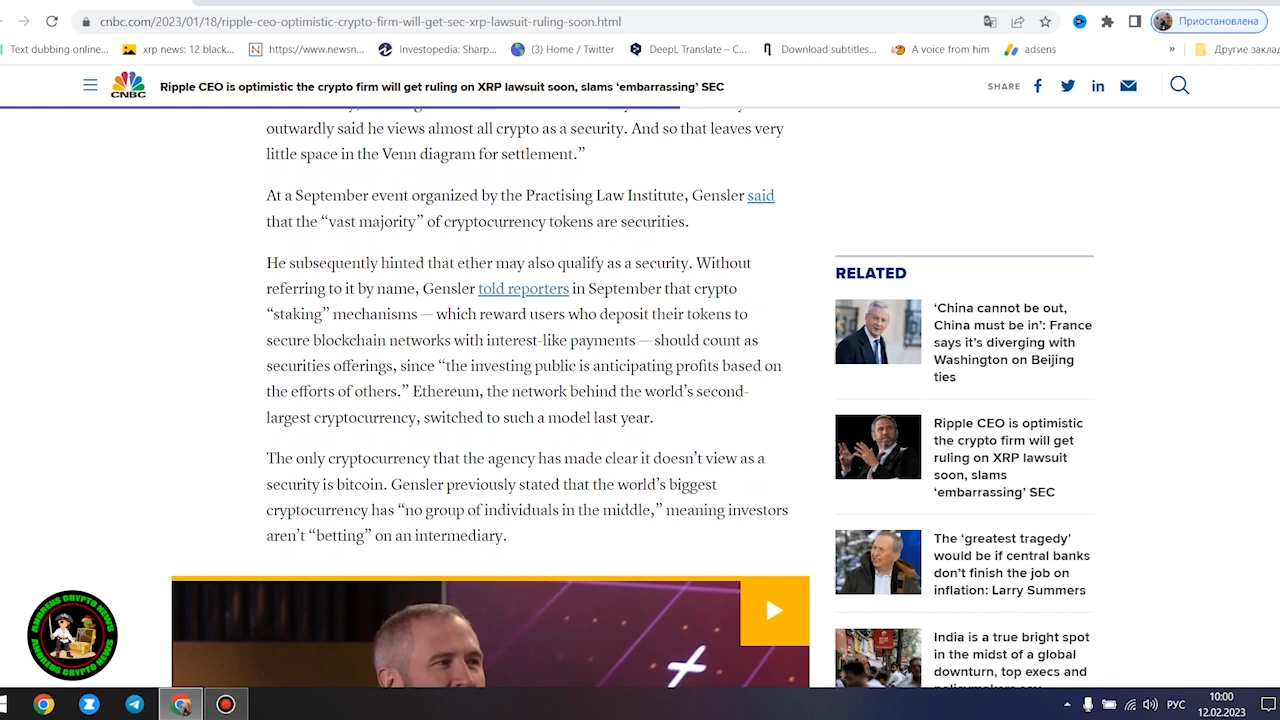 cnbc.com/2023/01/18/ripple-ceo-optimistic-crypto-firm-will-get-sec-xrp-lawsuit-ruling-soon.html
Приостановлена
Text dubbing online...
xrp news: 12 black...
https://www.newsn...
Investopedia: Sharp...
(3) Home / Twitter
DeepL Translate – C...
Download subtitles...
A voice from him
adsens
»
Другие закла
CNBC
Ripple CEO is optimistic the crypto firm will get ruling on XRP lawsuit soon, slams ‘embarrassing’ SEC
SHARE
outwardly said he views almost all crypto as a security. And so that leaves very
little space in the Venn diagram for settlement.”
At a September event organized by the Practising Law Institute, Gensler said
that the “vast majority” of cryptocurrency tokens are securities.
He subsequently hinted that ether may also qualify as a security. Without
referring to it by name, Gensler told reporters in September that crypto
“staking” mechanisms — which reward users who deposit their tokens to
secure blockchain networks with interest-like payments — should count as
securities offerings, since “the investing public is anticipating profits based on
the efforts of others.” Ethereum, the network behind the world’s second-
largest cryptocurrency, switched to such a model last year.
The only cryptocurrency that the agency has made clear it doesn’t view as a
security is bitcoin. Gensler previously stated that the world’s biggest
cryptocurrency has “no group of individuals in the middle,” meaning investors
aren’t “betting” on an intermediary.
RELATED
‘China cannot be out,
China must be in’: France
says it’s diverging with
Washington on Beijing
ties
Ripple CEO is optimistic
the crypto firm will get
ruling on XRP lawsuit
soon, slams
‘embarrassing’ SEC
The ‘greatest tragedy’
would be if central banks
don’t finish the job on
inflation: Larry Summers
India is a true bright spot
in the midst of a global
downturn, top execs and
ANDREUS CRYPTO NEWS
ANDREUS CRYPTO NEWS
РУС
10:00
12.02.2023